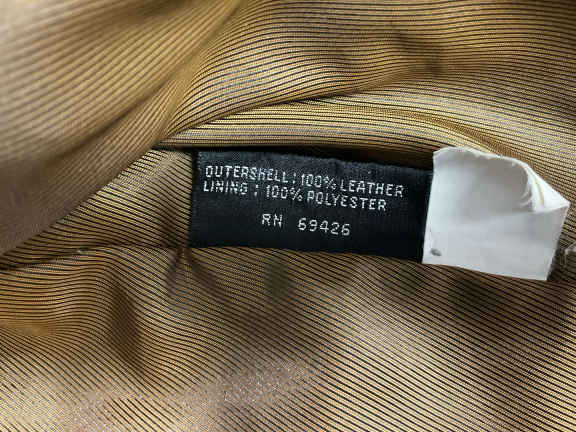 OUTERSHELL: 100% LEATHER
LINING: 100% POLYESTER
RN 69426